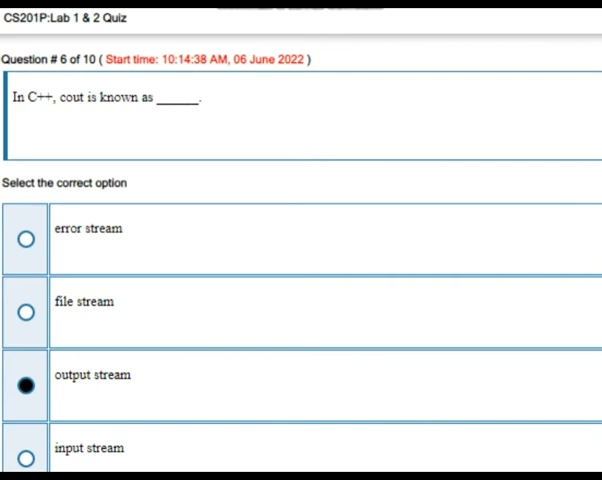 CS201P:Lab 1 & 2 Quiz
Question # 6 of 10 ( Start time: 10:14:38 AM, 06 June 2022 )
In C++, cout is known as ______.
Select the correct option
error stream
file stream
output stream
input stream